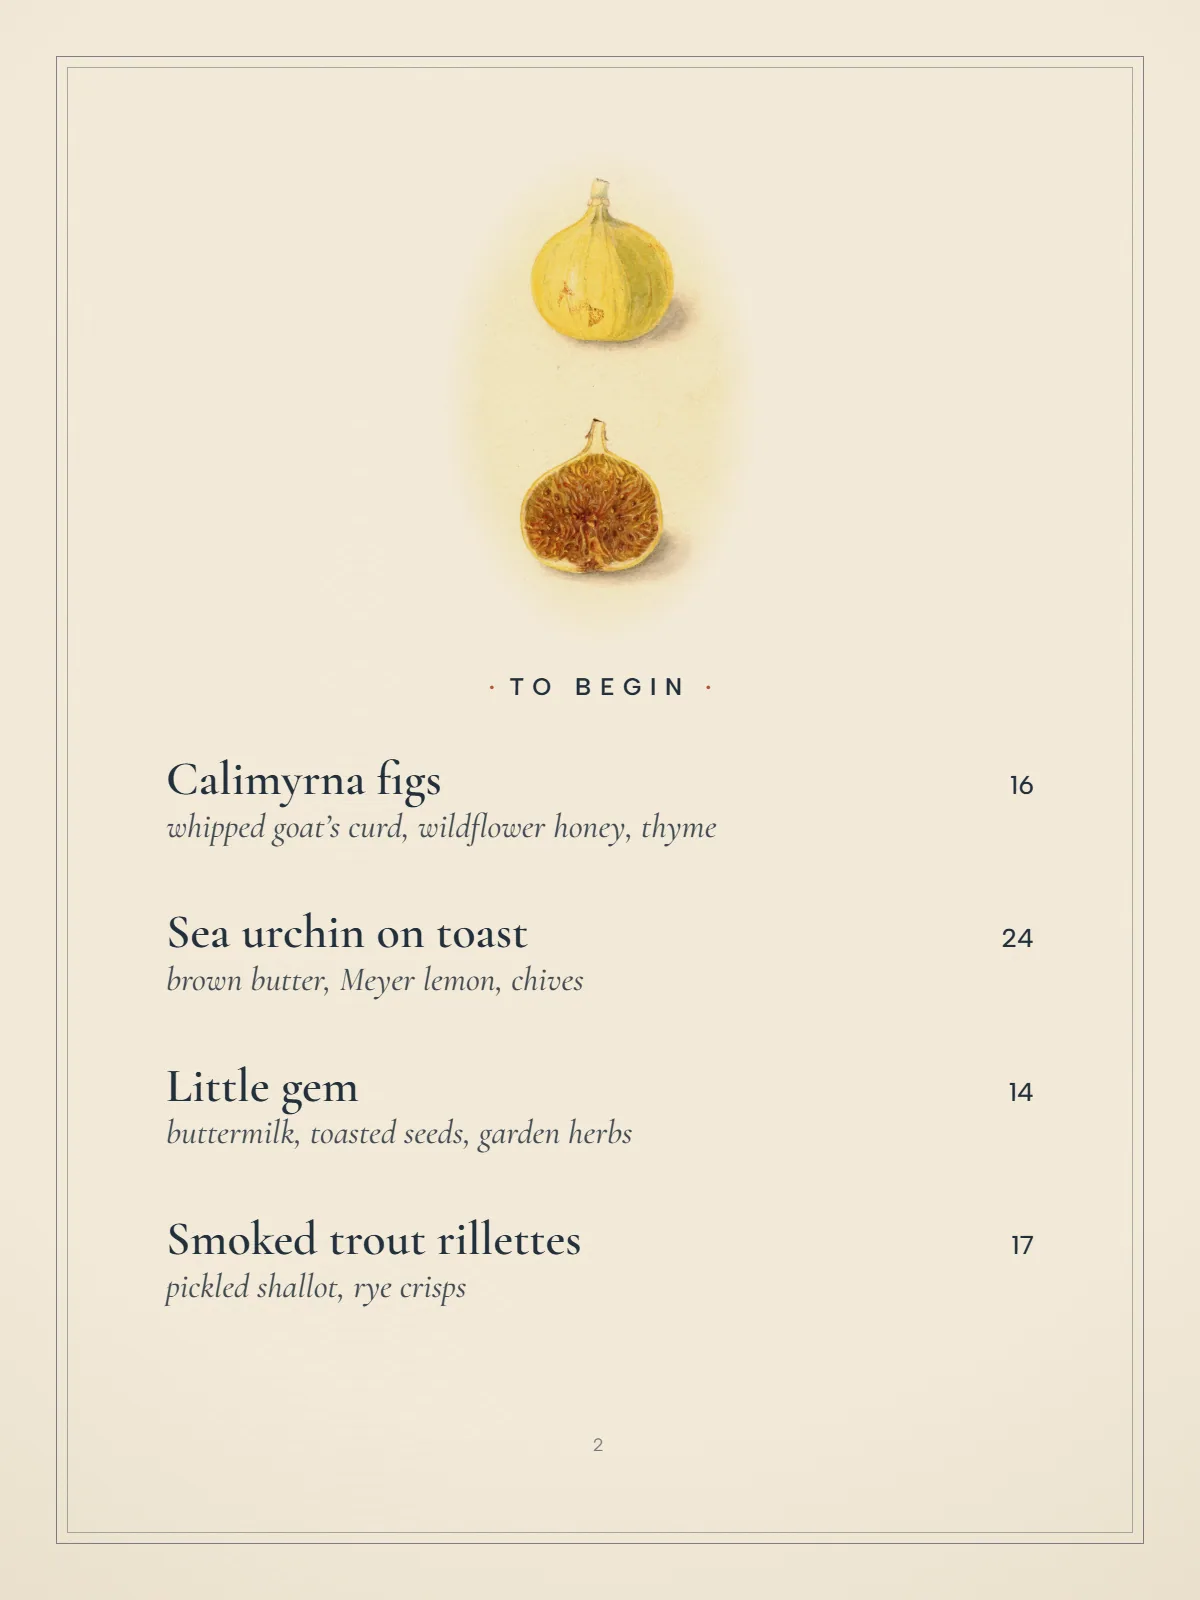 · TO BEGIN ·
Calimyrna figs 16
whipped goat’s curd, wildflower honey, thyme
Sea urchin on toast 24
brown butter, Meyer lemon, chives
Little gem 14
buttermilk, toasted seeds, garden herbs
Smoked trout rillettes 17
pickled shallot, rye crisps
2